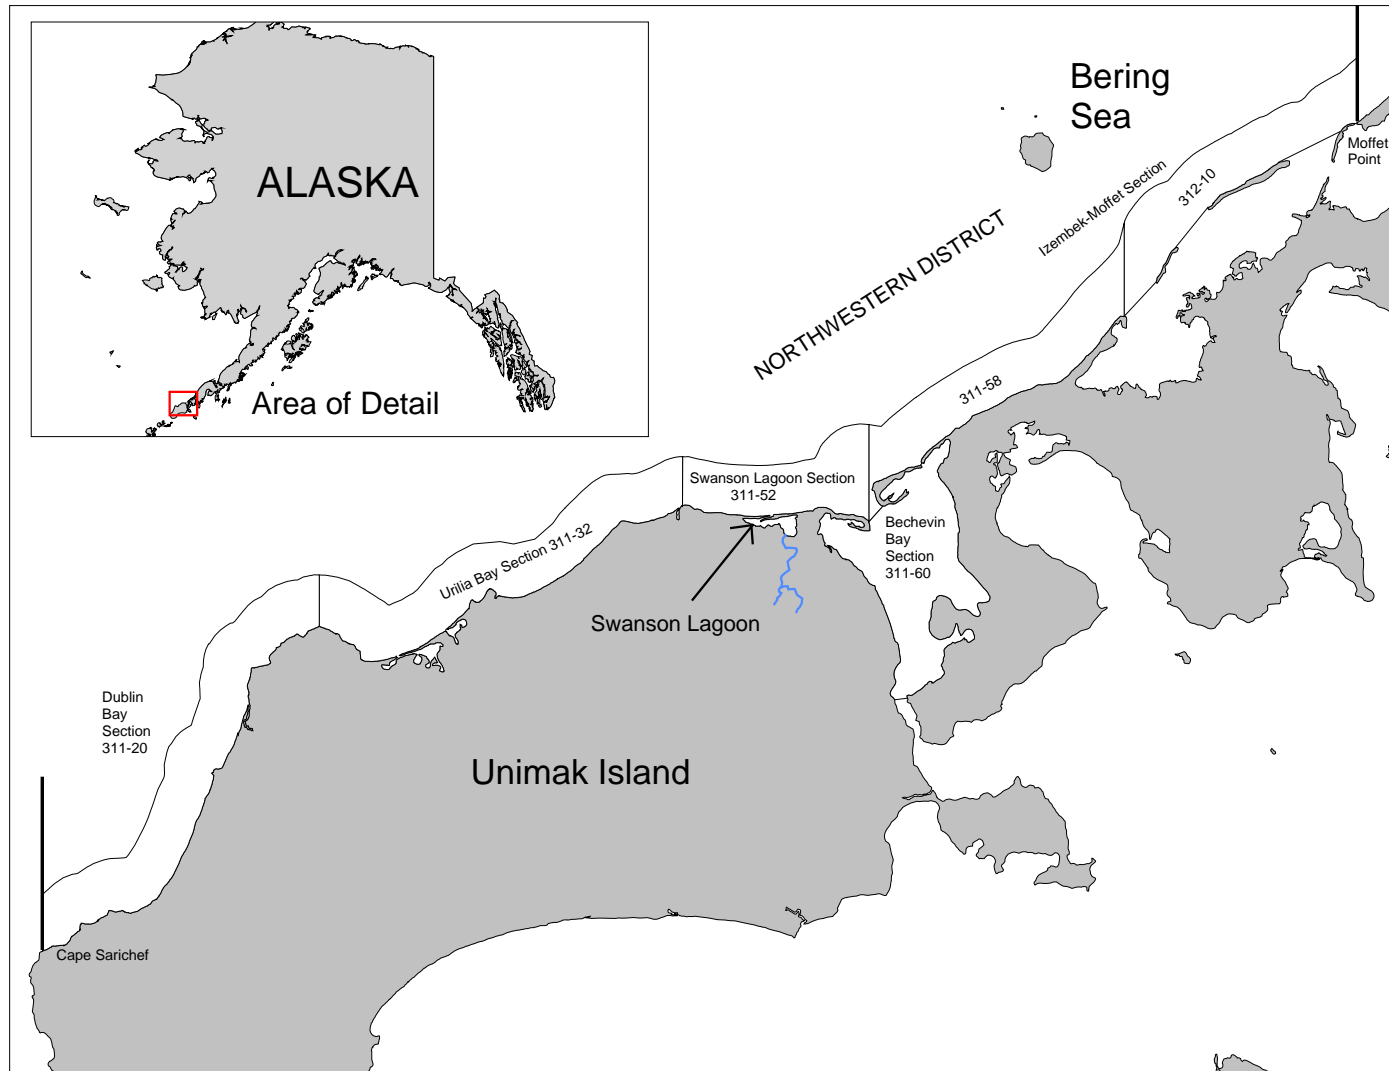 ALASKA
Area of Detail
Bering
Sea
Moffet
Point
Izembek-Moffet Section
312-10
NORTHWESTERN DISTRICT
311-58
Swanson Lagoon Section
311-52
Bechevin
Bay
Section
311-60
Urilia Bay Section 311-32
Swanson Lagoon
Dublin
Bay
Section
311-20
Unimak Island
Cape Sarichef